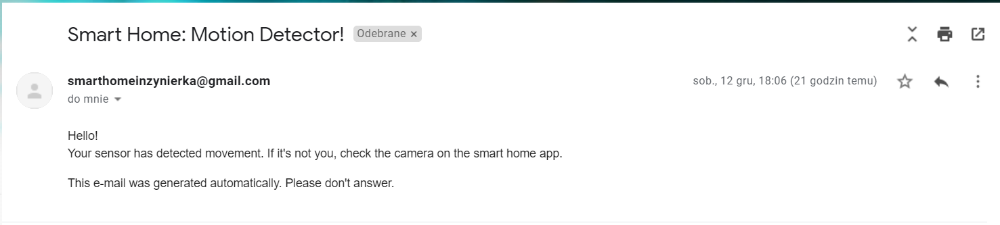 Smart Home: Motion Detector! Odebrane ×
smarthomeinzynierka@gmail.com sob., 12 gru, 18:06 (21 godzin temu)
do mnie
Hello!
Your sensor has detected movement. If it's not you, check the camera on the smart home app.
This e-mail was generated automatically. Please don't answer.